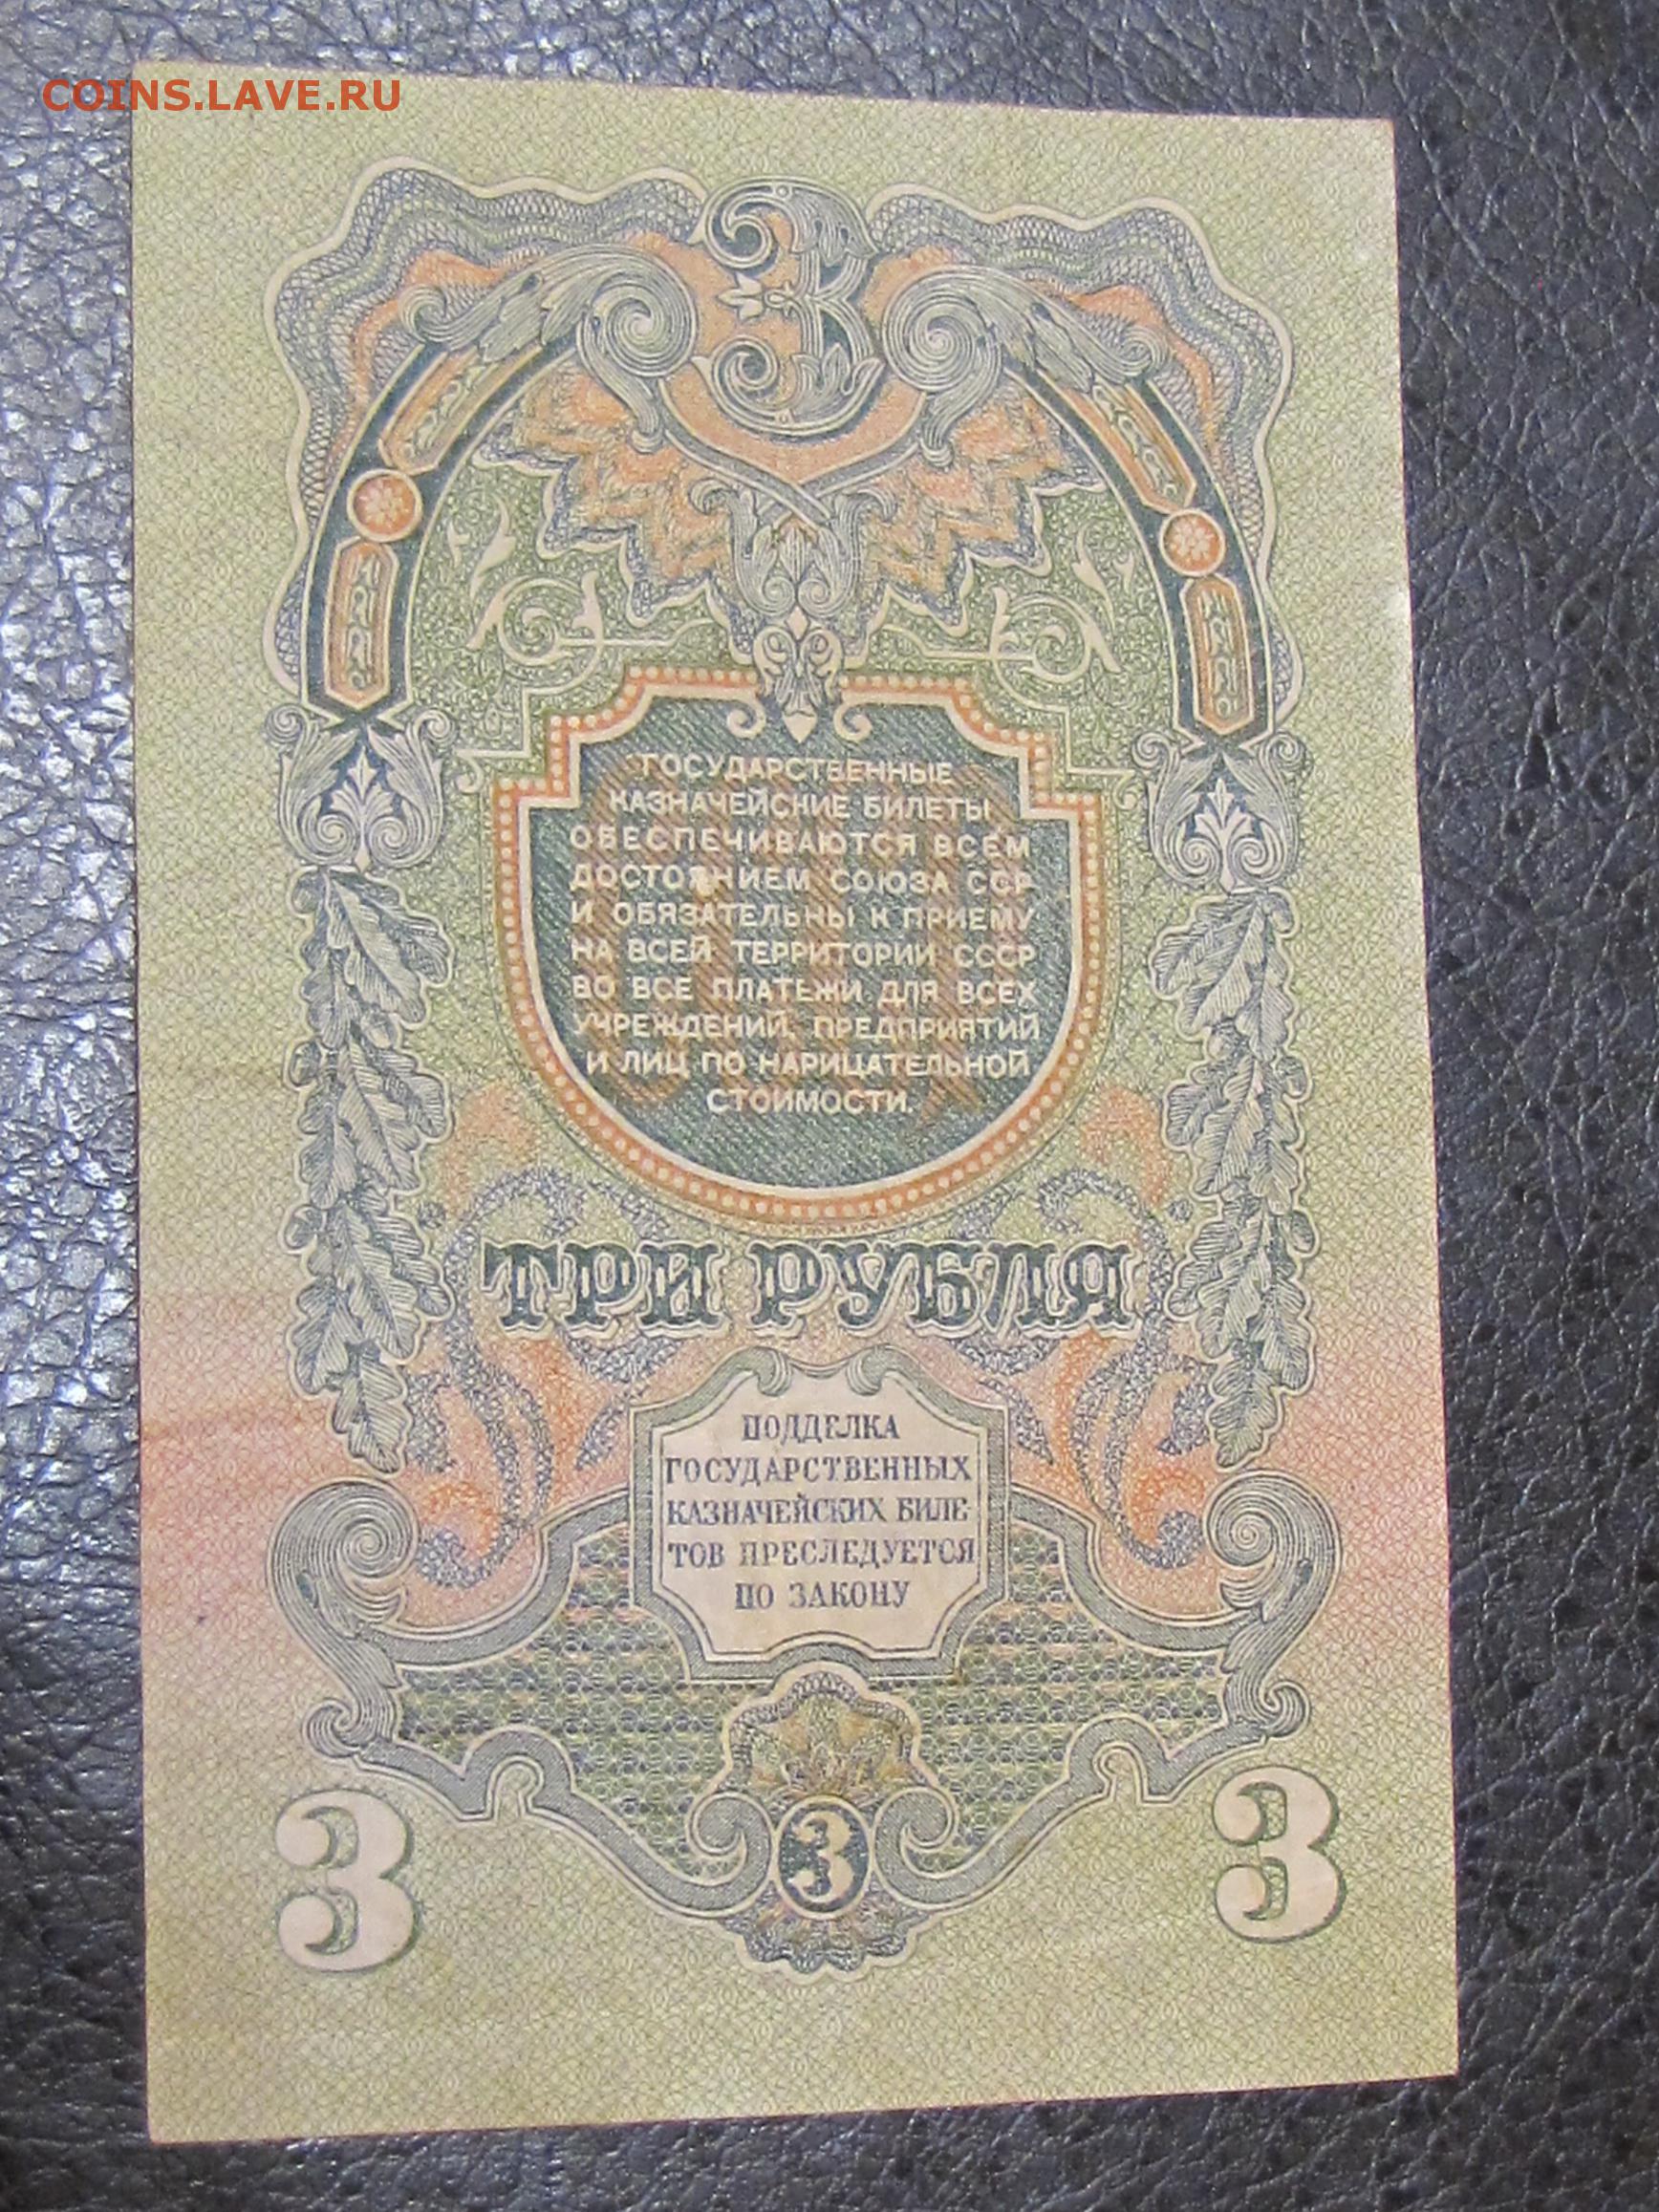 COINS.LAVE.RU
ГОСУДАРСТВЕННЫЕ
КАЗНАЧЕЙСКИЕ БИЛЕТЫ
ОБЕСПЕЧИВАЮТСЯ ВСЕМ
ДОСТОЯНИЕМ СОЮЗА ССР
И ОБЯЗАТЕЛЬНЫ К ПРИЕМУ
НА ВСЕЙ ТЕРРИТОРИИ СССР
ВО ВСЕ ПЛАТЕЖИ ДЛЯ ВСЕХ
УЧРЕЖДЕНИЙ, ПРЕДПРИЯТИЙ
И ЛИЦ ПО НАРИЦАТЕЛЬНОЙ
СТОИМОСТИ.
ТРИ РУБЛЯ
ПОДДЕЛКА
ГОСУДАРСТВЕННЫХ
КАЗНАЧЕЙСКИХ БИЛЕ-
ТОВ ПРЕСЛЕДУЕТСЯ
ПО ЗАКОНУ
3 3 3